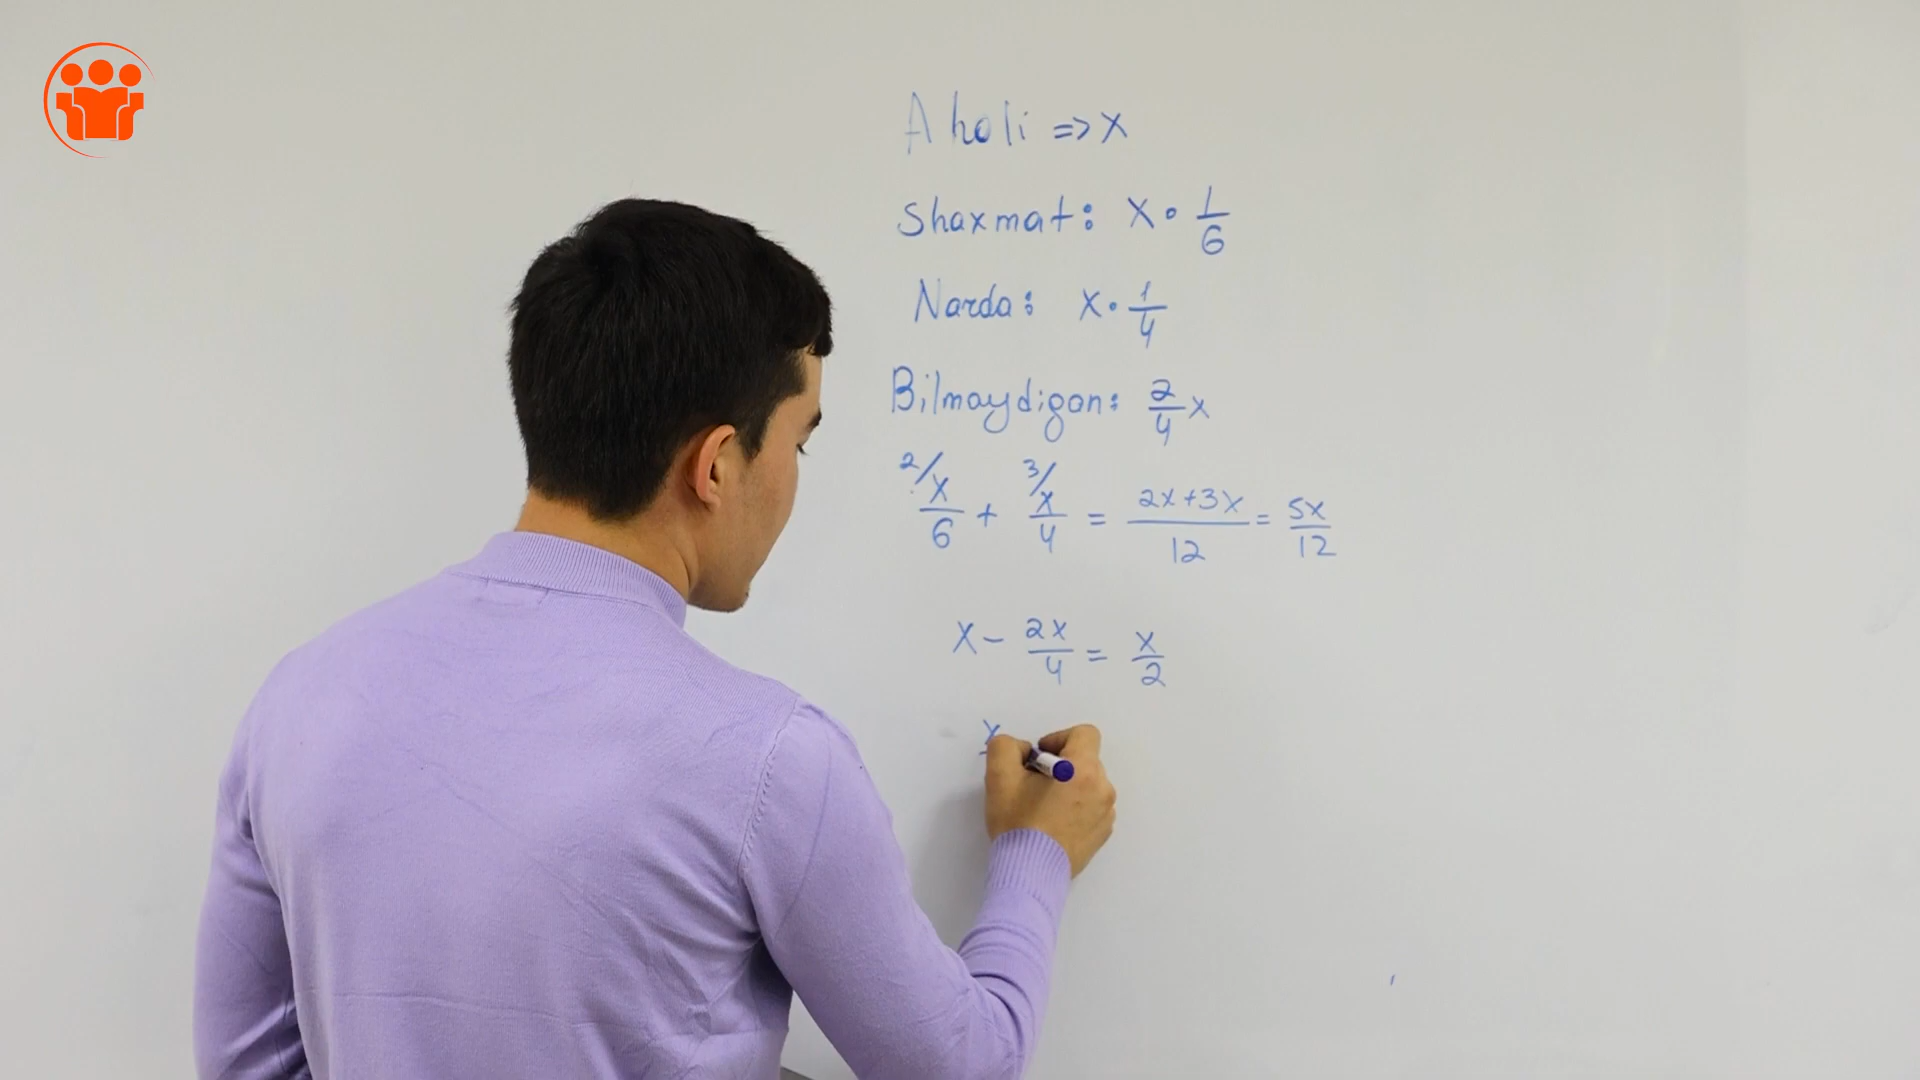 Aholi => x
Shaxmat: x • 1/6
Narda: x • 1/4
Bilmaydigan: 2/4 x
2/ x/6 + 3/ x/4 = (2x+3x)/12 = 5x/12
x - 2x/4 = x/2
x